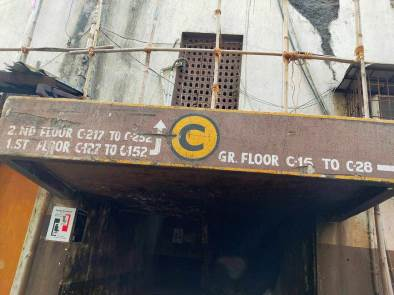 2. ND FLOOR C-217 TO C-252
1.ST FLOOR C-127 TO C-152
C
GR. FLOOR C-15 TO C-28